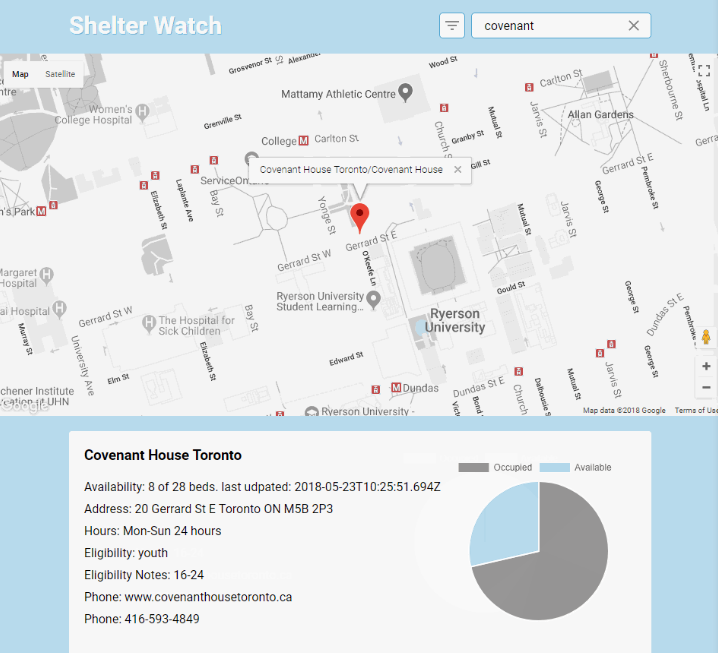 Shelter Watch
covenant
Map
Satellite
Grosvenor St
St
Alexander
Wood St
Carlton St
Sherbourne St
ntre
Women's
College Hospital
Mattamy Athletic Centre
Jarvis St
Allan Gardens
Grenville St
College
Carlton St
Church
Granby St
Mutual St
Gerrard St E
Gill St
ServiceOn
Covenant House Toronto/Covenant House
Laplante Ave
Elizabeth St
Bay St
Yonge St
George St
Pembroke St
n's Park
Mutual St
Jarvis St
Gerrard St E
Gerrard St W
O'Keefe Ln
Margaret
Hospital
Gould St
George St
Ryerson University
Student Learning...
Ryerson
University
Dundas St E
ai Hospital
Gerrard St W
The Hospital for
Sick Children
Bay St
Murray St
University Ave
Elizabeth St
Edward St
George St
Jarvis St
Elm St
Dundas
Dundas St E
Church
Dalhousie St
Mutual St
Bond
chener Institute
cation at UHN
Google
Ryerson University -
Map data ©2018 Google
Terms of Use
Covenant House Toronto
Occupied
Available
Availability: 8 of 28 beds. last udpated: 2018-05-23T10:25:51.694Z
Address: 20 Gerrard St E Toronto ON M5B 2P3
Hours: Mon-Sun 24 hours
Eligibility: youth
Eligibility Notes: 16-24
Phone: www.covenanthousetoronto.ca
Phone: 416-593-4849